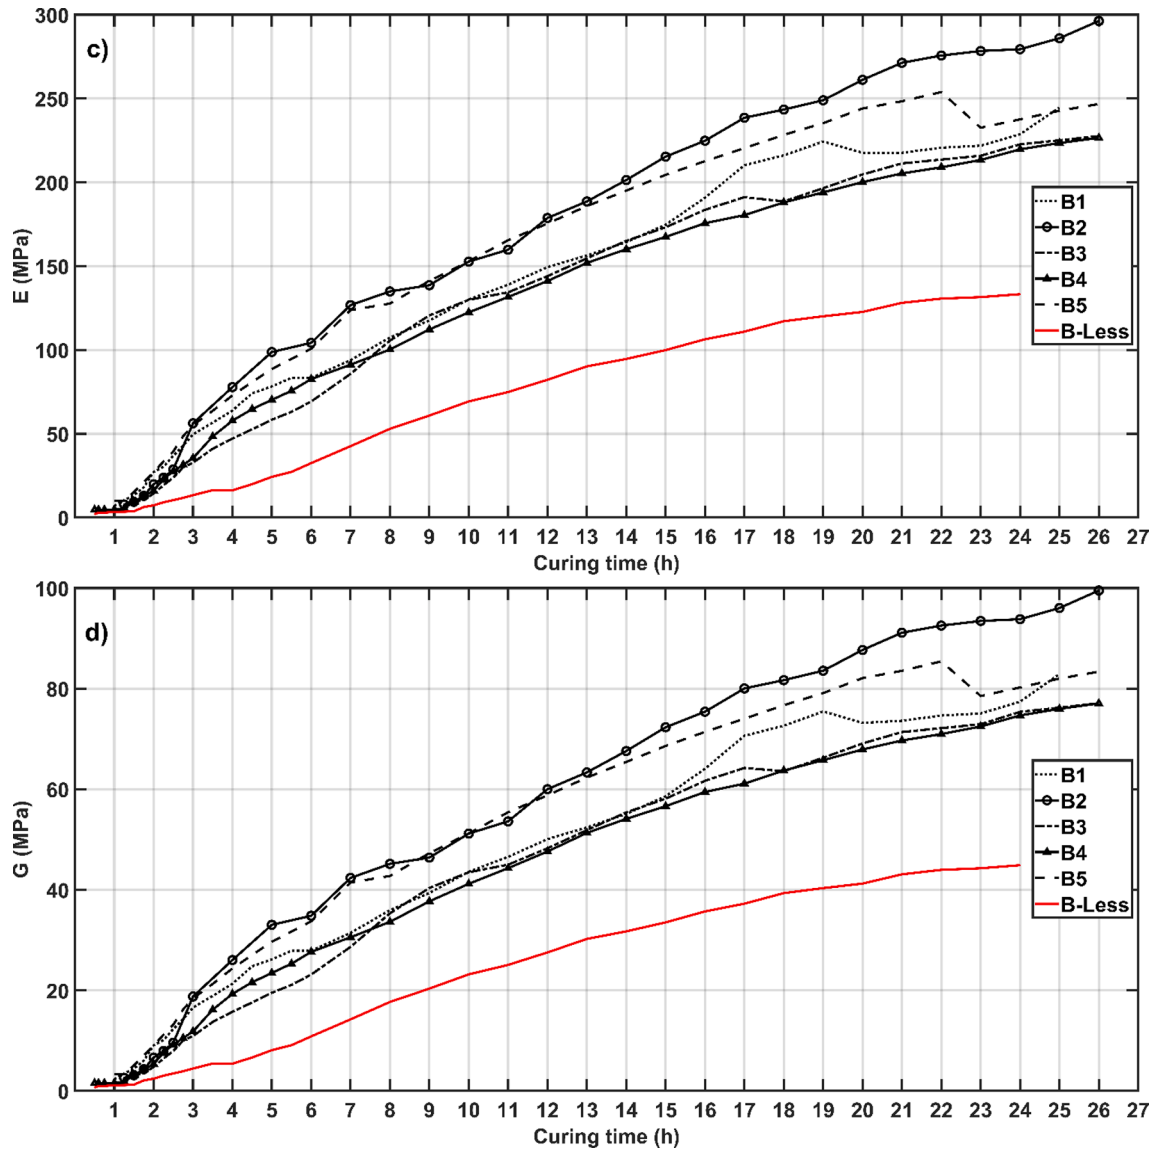 c)
300
250
200
150
100
50
0
E (MPa)
1 2 3 4 5 6 7 8 9 10 11 12 13 14 15 16 17 18 19 20 21 22 23 24 25 26 27
Curing time (h)
B1
B2
B3
B4
B5
B-Less
d)
100
80
60
40
20
0
G (MPa)
1 2 3 4 5 6 7 8 9 10 11 12 13 14 15 16 17 18 19 20 21 22 23 24 25 26 27
Curing time (h)
B1
B2
B3
B4
B5
B-Less